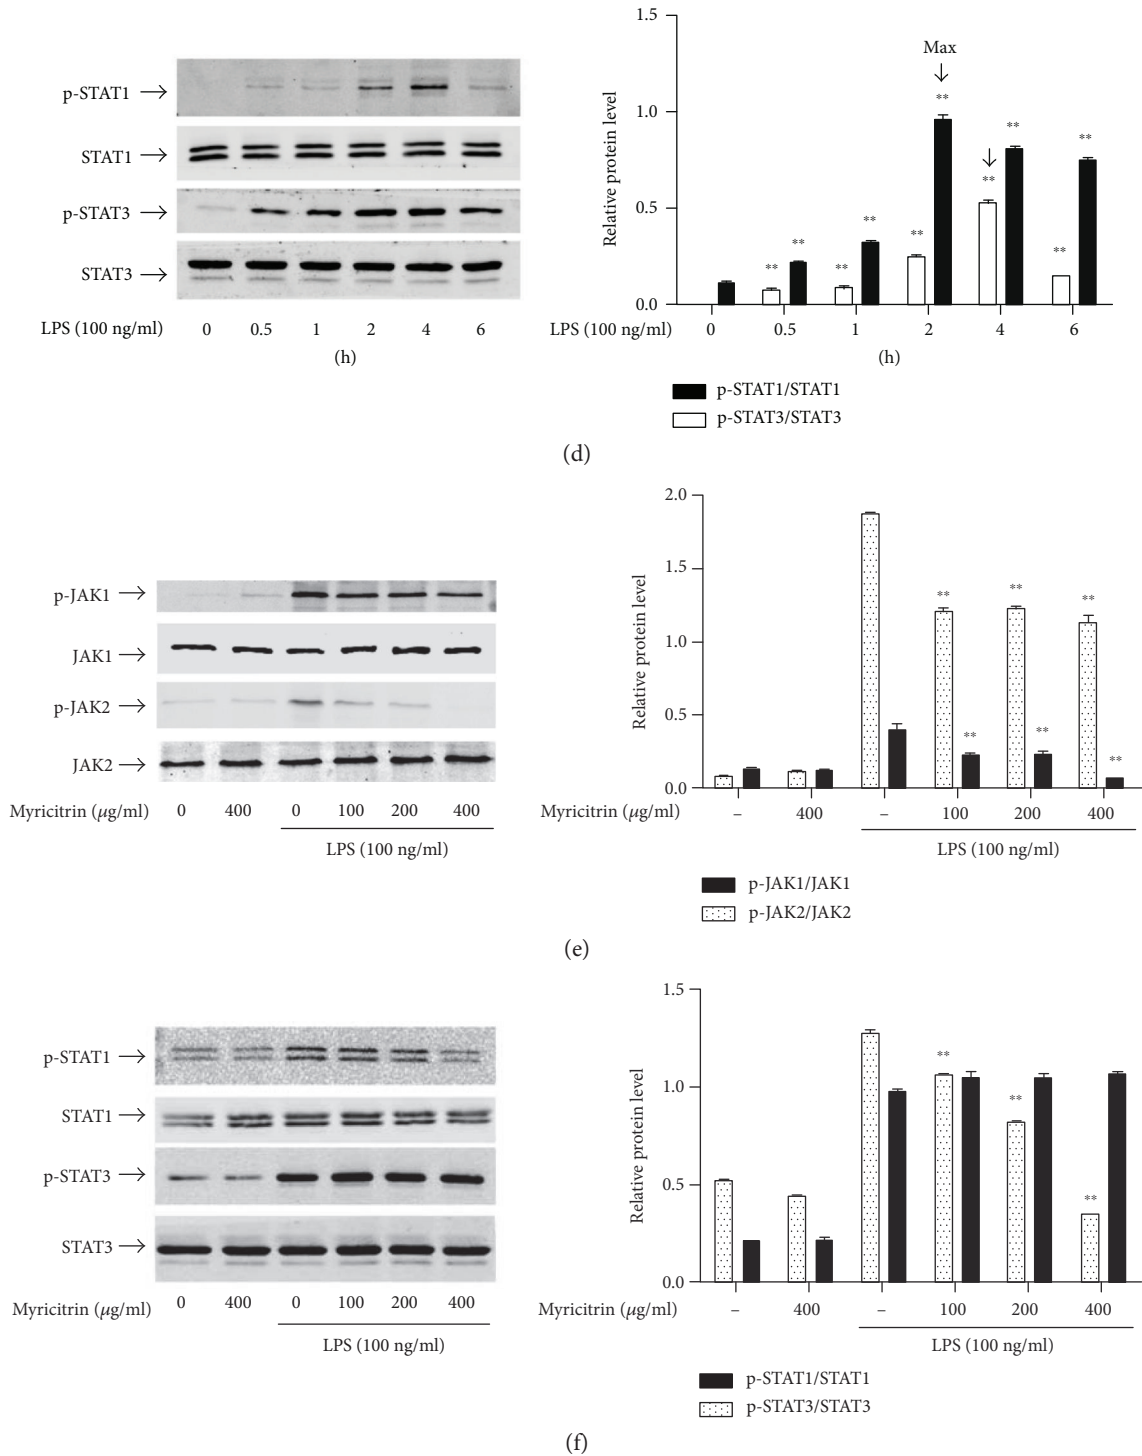 p-STAT1
STAT1
p-STAT3
STAT3
LPS (100 ng/ml) 0 0.5 1 2 4 6
(h)
1.5
1.0
0.5
0.0
Relative protein level
Max
** ** ** ** ** ** ** ** ** **
LPS (100 ng/ml) 0 0.5 1 2 4 6
(h)
p-STAT1/STAT1
p-STAT3/STAT3
(d)
p-JAK1
JAK1
p-JAK2
JAK2
Myricitrin (μg/ml) 0 400 0 100 200 400
LPS (100 ng/ml)
2.0
1.5
1.0
0.5
0.0
Relative protein level
** ** ** ** ** **
Myricitrin (μg/ml) – 400 – 100 200 400
LPS (100 ng/ml)
p-JAK1/JAK1
p-JAK2/JAK2
(e)
p-STAT1
STAT1
p-STAT3
STAT3
Myricitrin (μg/ml) 0 400 0 100 200 400
LPS (100 ng/ml)
1.5
1.0
0.5
0.0
Relative protein level
** ** **
Myricitrin (μg/ml) – 400 – 100 200 400
LPS (100 ng/ml)
p-STAT1/STAT1
p-STAT3/STAT3
(f)